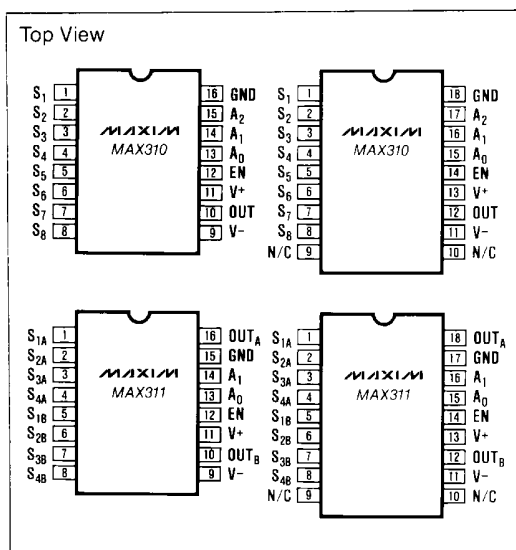 Top View
S₁ 1 16 GND
S₂ 2 15 A₂
S₃ 3 14 A₁
S₄ 4 13 A₀
S₅ 5 12 EN
S₆ 6 11 V+
S₇ 7 10 OUT
S₈ 8 9 V−
MAXIM
MAX310
S₁ 1 18 GND
S₂ 2 17 A₂
S₃ 3 16 A₁
S₄ 4 15 A₀
S₅ 5 14 EN
S₆ 6 13 V+
S₇ 7 12 OUT
S₈ 8 11 V−
N/C 9 10 N/C
MAXIM
MAX310
S₁A 1 16 OUT_A
S₂A 2 15 GND
S₃A 3 14 A₁
S₄A 4 13 A₀
S₁B 5 12 EN
S₂B 6 11 V+
S₃B 7 10 OUT_B
S₄B 8 9 V−
MAXIM
MAX311
S₁A 1 18 OUT_A
S₂A 2 17 GND
S₃A 3 16 A₁
S₄A 4 15 A₀
S₁B 5 14 EN
S₂B 6 13 V+
S₃B 7 12 OUT_B
S₄B 8 11 V−
N/C 9 10 N/C
MAXIM
MAX311